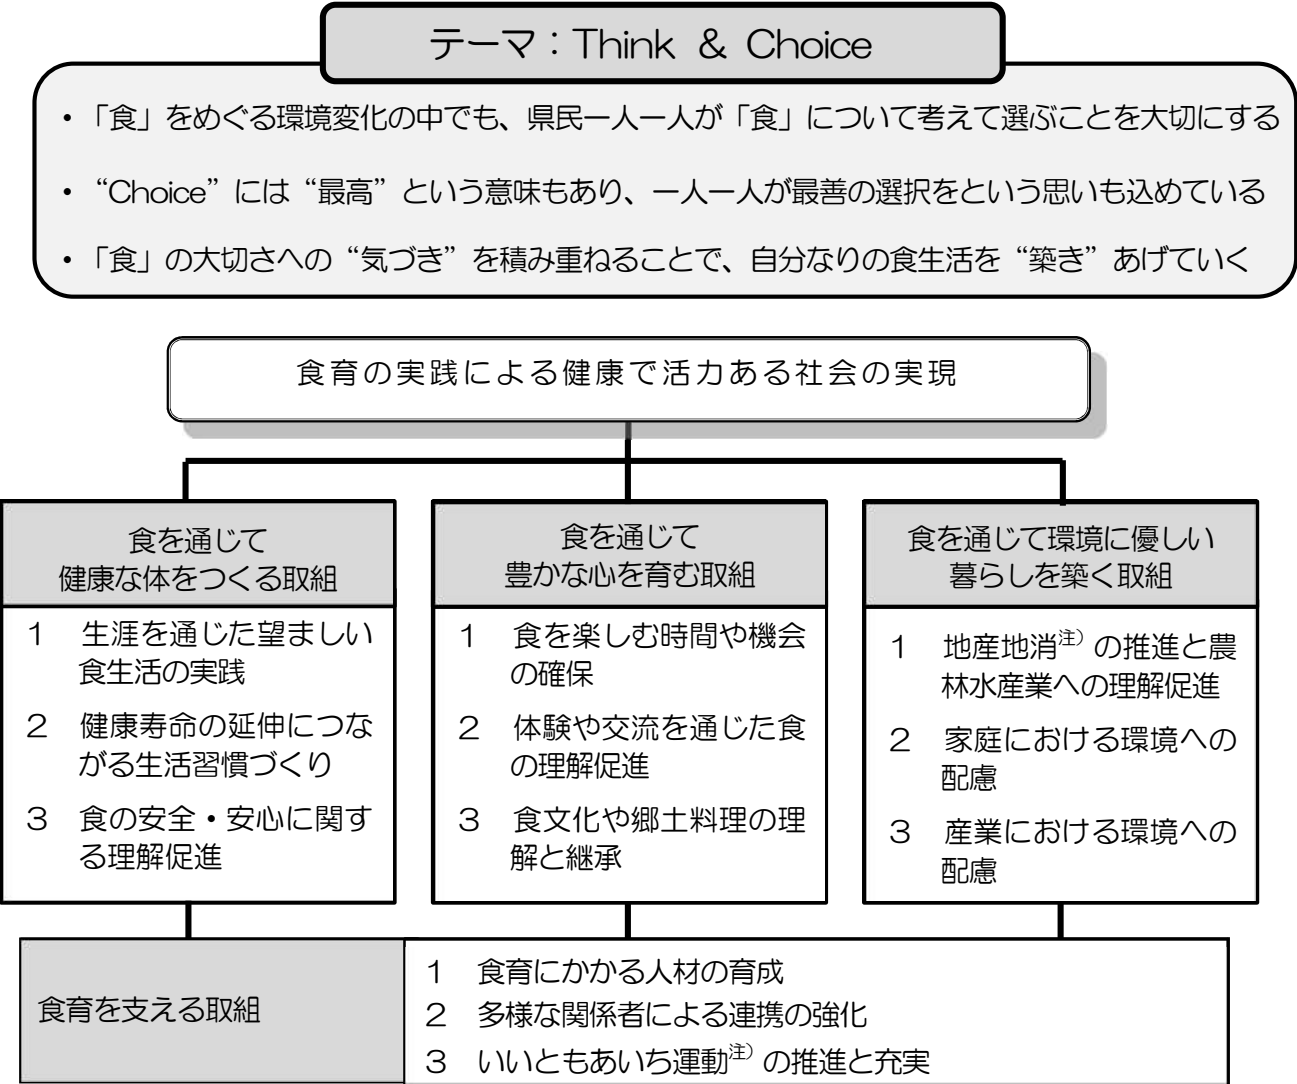 テーマ：Think & Choice
・「食」をめぐる環境変化の中でも、県民一人一人が「食」について考えて選ぶことを大切にする
・“Choice”には“最高”という意味もあり、一人一人が最善の選択をという思いも込めている
・「食」の大切さへの“気づき”を積み重ねることで、自分なりの食生活を“築き”あげていく
食育の実践による健康で活力ある社会の実現
食を通じて
健康な体をつくる取組
1 生涯を通じた望ましい
食生活の実践
2 健康寿命の延伸につな
がる生活習慣づくり
3 食の安全・安心に関す
る理解促進
食を通じて
豊かな心を育む取組
1 食を楽しむ時間や機会
の確保
2 体験や交流を通じた食
の理解促進
3 食文化や郷土料理の理
解と継承
食を通じて環境に優しい
暮らしを築く取組
1 地産地消注）の推進と農
林水産業への理解促進
2 家庭における環境への
配慮
3 産業における環境への
配慮
食育を支える取組
1 食育にかかる人材の育成
2 多様な関係者による連携の強化
3 いいともあいち運動注）の推進と充実